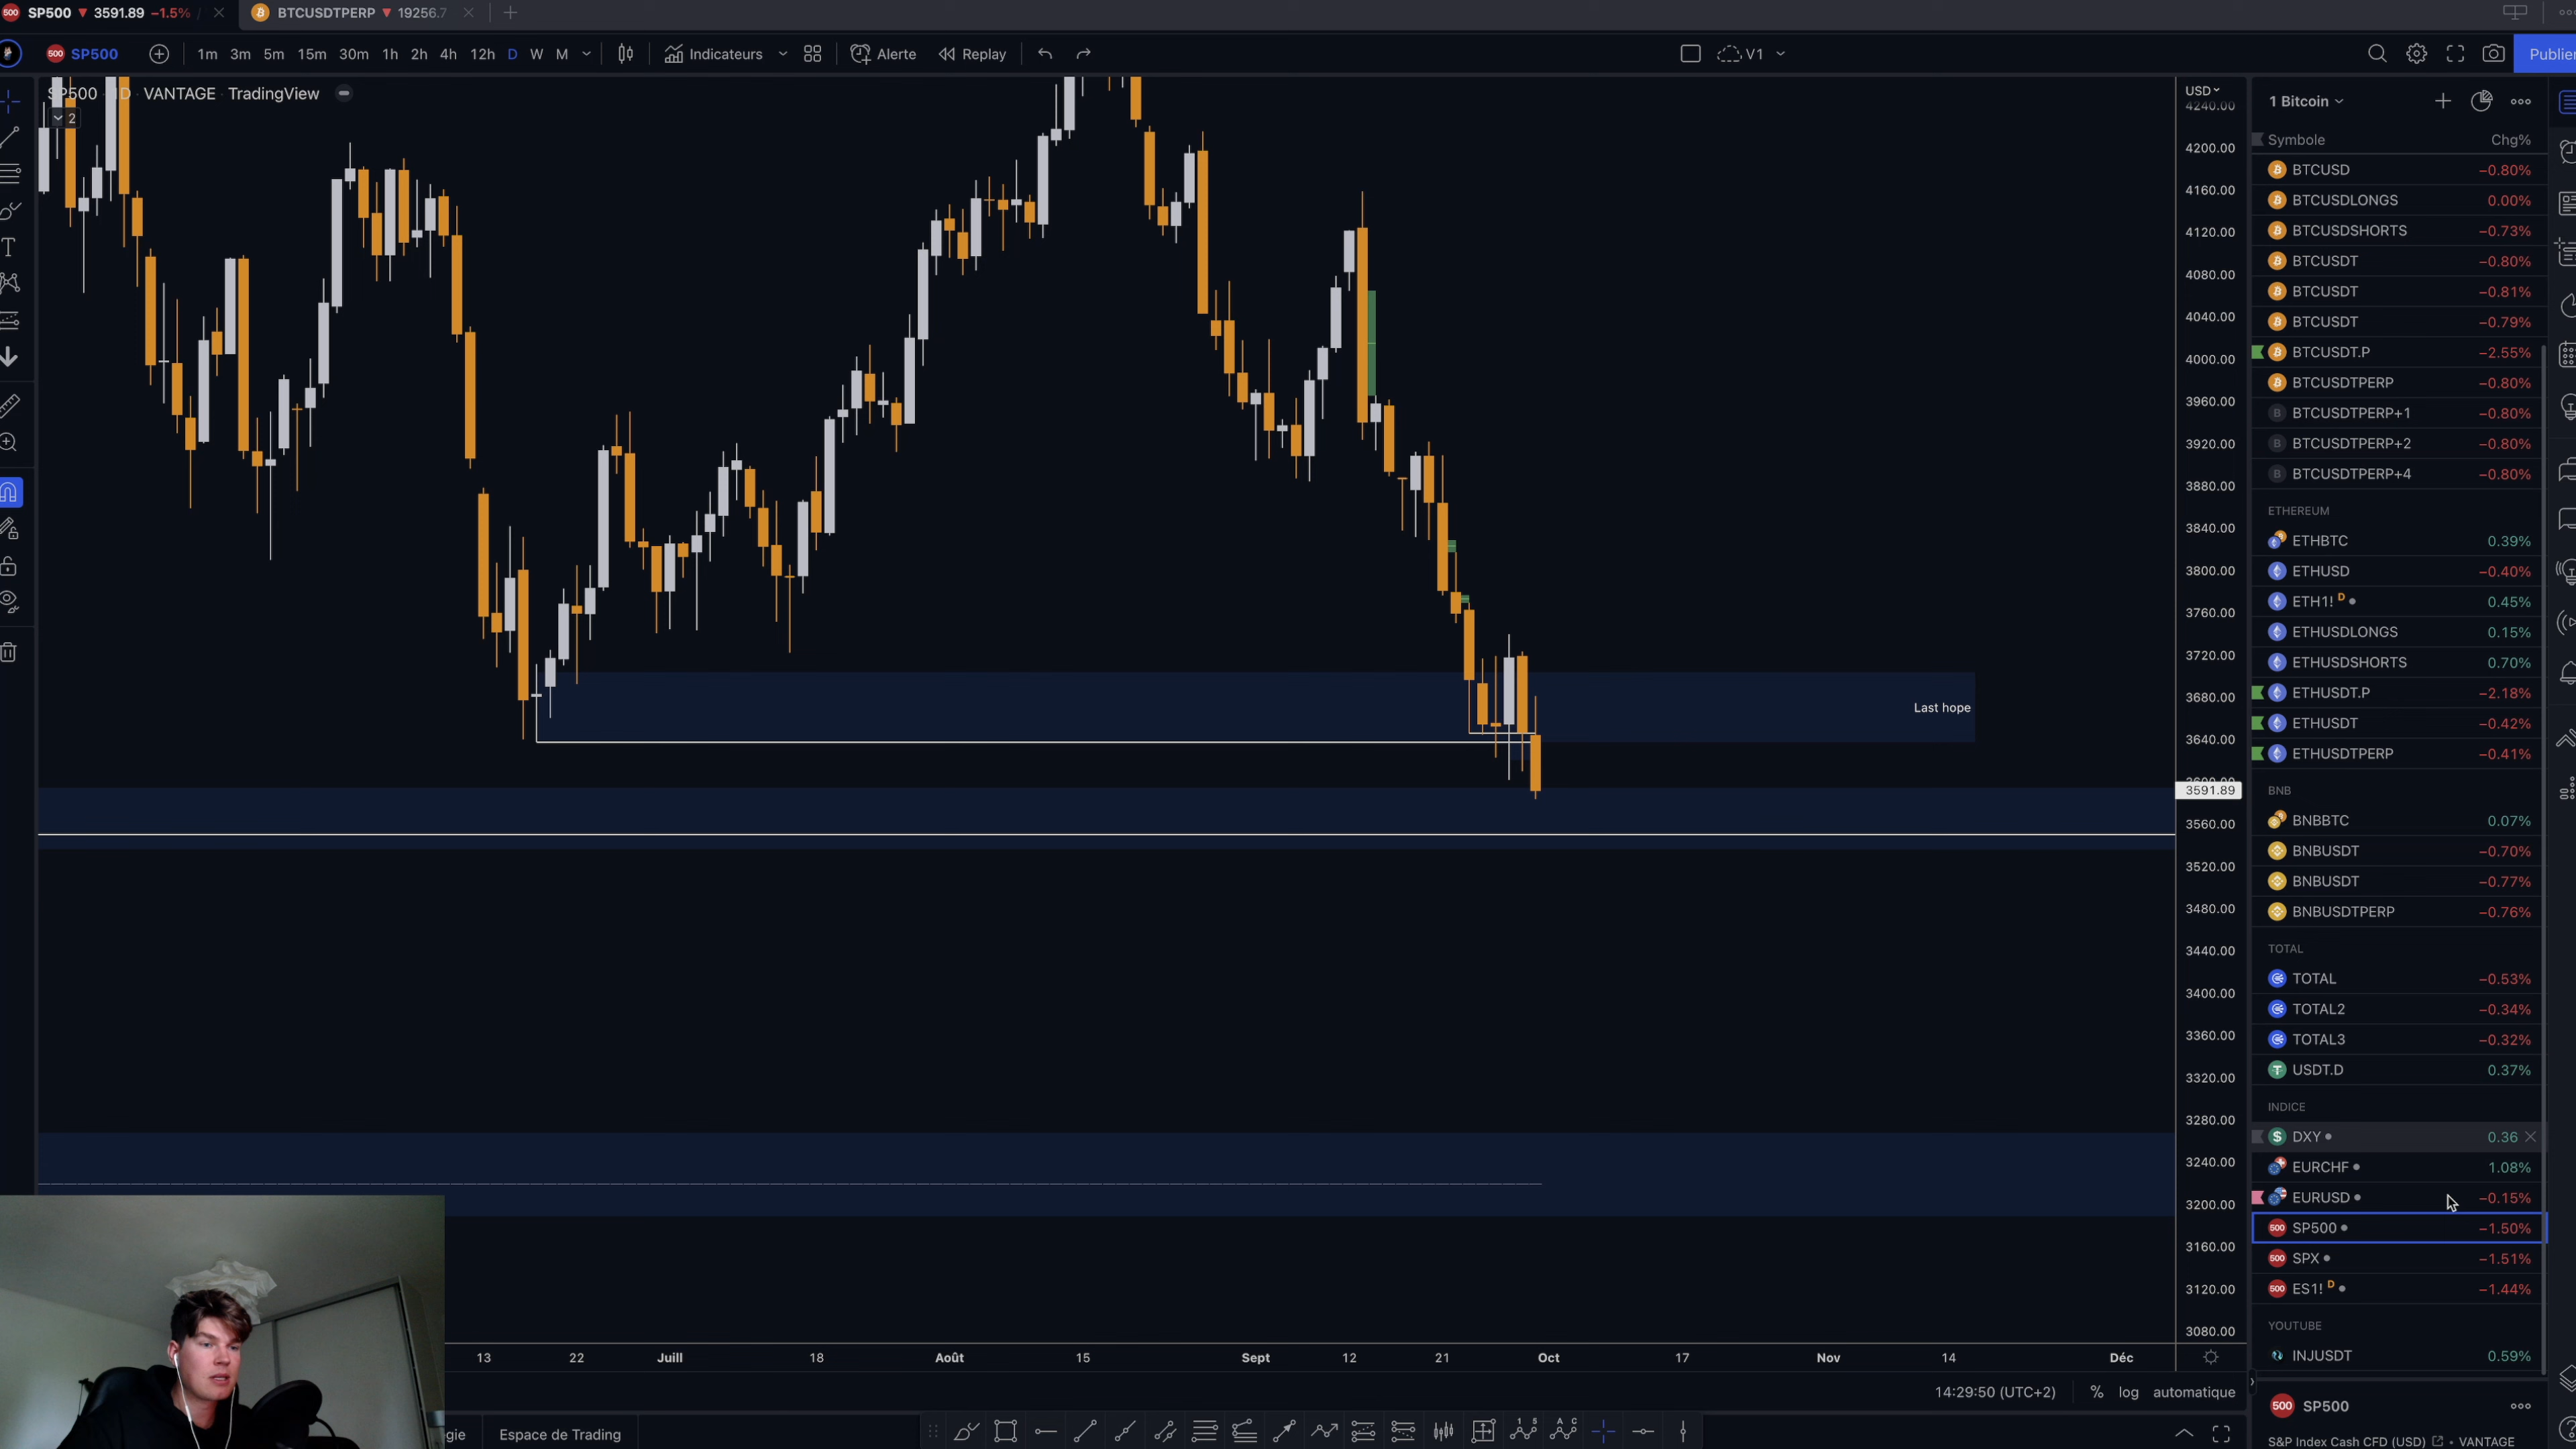 SP500 3591.89 −1.5% /
BTCUSDTPERP 19256.7
SP500 1m 3m 5m 15m 30m 1h 2h 4h 12h D W M Indicateurs Alerte Replay V1 Publier
SP500 D VANTAGE TradingView
2
USD
4240.00
4200.00
4160.00
4120.00
4080.00
4040.00
4000.00
3960.00
3920.00
3880.00
3840.00
3800.00
3760.00
3720.00
3680.00
3640.00
3600.00
3591.89
3560.00
3520.00
3480.00
3440.00
3400.00
3360.00
3320.00
3280.00
3240.00
3200.00
3160.00
3120.00
3080.00
Last hope
13 22 Juill 18 Août 15 Sept 12 21 Oct 17 Nov 14 Déc
14:29:50 (UTC+2) % log automatique
gie Espace de Trading
1 Bitcoin
Symbole Chg%
BTCUSD −0.80%
BTCUSDLONGS 0.00%
BTCUSDSHORTS −0.73%
BTCUSDT −0.80%
BTCUSDT −0.81%
BTCUSDT −0.79%
BTCUSDT.P −2.55%
BTCUSDTPERP −0.80%
B BTCUSDTPERP+1 −0.80%
B BTCUSDTPERP+2 −0.80%
B BTCUSDTPERP+4 −0.80%
ETHEREUM
ETHBTC 0.39%
ETHUSD −0.40%
ETH1! D 0.45%
ETHUSDLONGS 0.15%
ETHUSDSHORTS 0.70%
ETHUSDT.P −2.18%
ETHUSDT −0.42%
ETHUSDTPERP −0.41%
BNB
BNBBTC 0.07%
BNBUSDT −0.70%
BNBUSDT −0.77%
BNBUSDTPERP −0.76%
TOTAL
TOTAL −0.53%
TOTAL2 −0.34%
TOTAL3 −0.32%
USDT.D 0.37%
INDICE
DXY 0.36
EURCHF 1.08%
EURUSD −0.15%
500 SP500 −1.50%
500 SPX −1.51%
500 ES1! D −1.44%
YOUTUBE
INJUSDT 0.59%
500 SP500
S&P Index Cash CFD (USD) • VANTAGE